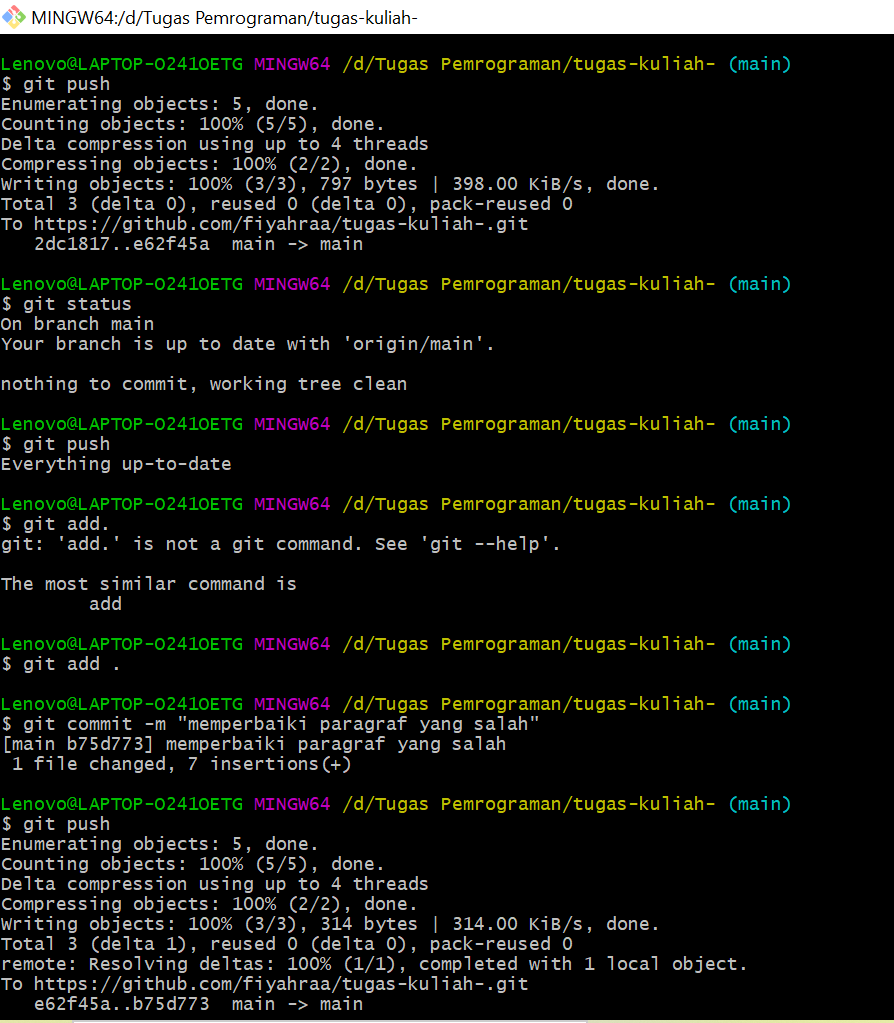 MINGW64:/d/Tugas Pemrograman/tugas-kuliah-
Lenovo@LAPTOP-O241OETG MINGW64 /d/Tugas Pemrograman/tugas-kuliah- (main)
$ git push
Enumerating objects: 5, done.
Counting objects: 100% (5/5), done.
Delta compression using up to 4 threads
Compressing objects: 100% (2/2), done.
Writing objects: 100% (3/3), 797 bytes | 398.00 KiB/s, done.
Total 3 (delta 0), reused 0 (delta 0), pack-reused 0
To https://github.com/fiyahraa/tugas-kuliah-.git
   2dc1817..e62f45a  main -> main
Lenovo@LAPTOP-O241OETG MINGW64 /d/Tugas Pemrograman/tugas-kuliah- (main)
$ git status
On branch main
Your branch is up to date with 'origin/main'.
nothing to commit, working tree clean
Lenovo@LAPTOP-O241OETG MINGW64 /d/Tugas Pemrograman/tugas-kuliah- (main)
$ git push
Everything up-to-date
Lenovo@LAPTOP-O241OETG MINGW64 /d/Tugas Pemrograman/tugas-kuliah- (main)
$ git add.
git: 'add.' is not a git command. See 'git --help'.
The most similar command is
        add
Lenovo@LAPTOP-O241OETG MINGW64 /d/Tugas Pemrograman/tugas-kuliah- (main)
$ git add .
Lenovo@LAPTOP-O241OETG MINGW64 /d/Tugas Pemrograman/tugas-kuliah- (main)
$ git commit -m "memperbaiki paragraf yang salah"
[main b75d773] memperbaiki paragraf yang salah
 1 file changed, 7 insertions(+)
Lenovo@LAPTOP-O241OETG MINGW64 /d/Tugas Pemrograman/tugas-kuliah- (main)
$ git push
Enumerating objects: 5, done.
Counting objects: 100% (5/5), done.
Delta compression using up to 4 threads
Compressing objects: 100% (2/2), done.
Writing objects: 100% (3/3), 314 bytes | 314.00 KiB/s, done.
Total 3 (delta 1), reused 0 (delta 0), pack-reused 0
remote: Resolving deltas: 100% (1/1), completed with 1 local object.
To https://github.com/fiyahraa/tugas-kuliah-.git
   e62f45a..b75d773  main -> main